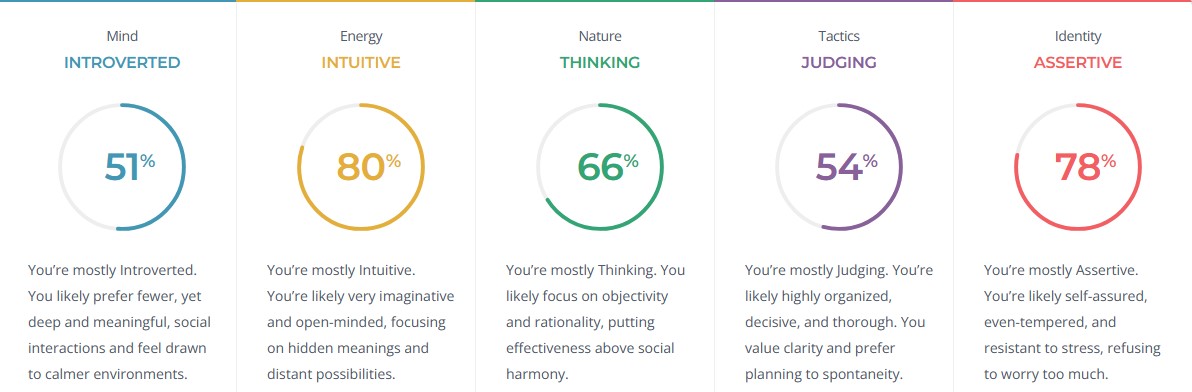 Mind
INTROVERTED
51%
You’re mostly Introverted.
You likely prefer fewer, yet
deep and meaningful, social
interactions and feel drawn
to calmer environments.
Energy
INTUITIVE
80%
You’re mostly Intuitive.
You’re likely very imaginative
and open-minded, focusing
on hidden meanings and
distant possibilities.
Nature
THINKING
66%
You’re mostly Thinking. You
likely focus on objectivity
and rationality, putting
effectiveness above social
harmony.
Tactics
JUDGING
54%
You’re mostly Judging. You’re
likely highly organized,
decisive, and thorough. You
value clarity and prefer
planning to spontaneity.
Identity
ASSERTIVE
78%
You’re mostly Assertive.
You’re likely self-assured,
even-tempered, and
resistant to stress, refusing
to worry too much.